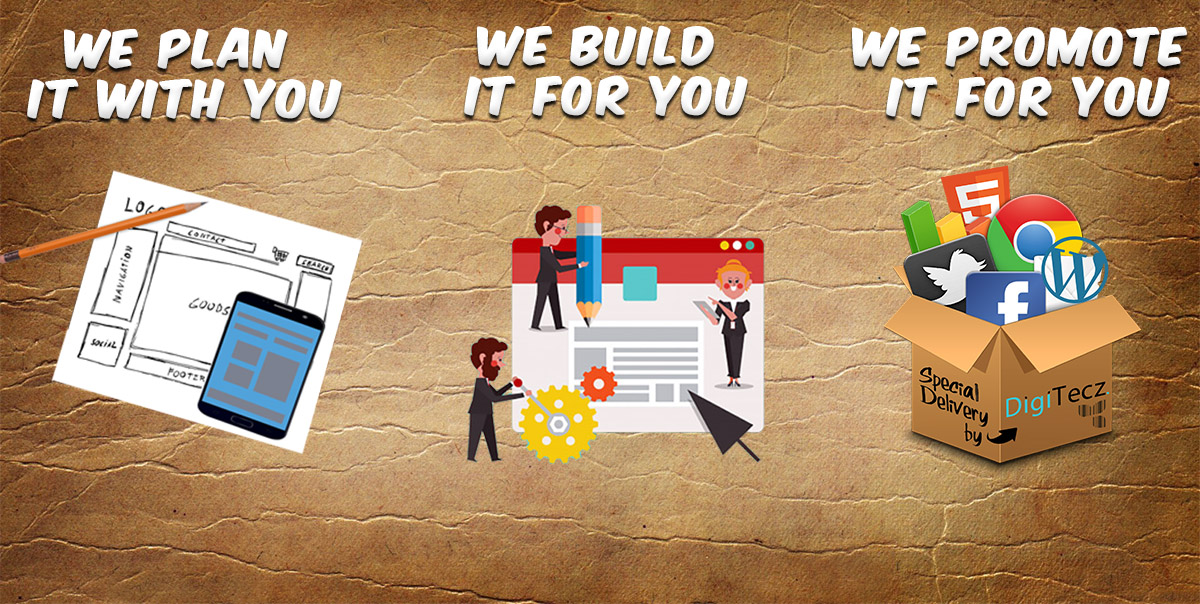 WE PLAN
IT WITH YOU
WE BUILD
IT FOR YOU
WE PROMOTE
IT FOR YOU
CONTACT
SEARCH
NAVIGATION
GOODS
SOCIAL
FOOTER
Special
Delivery
by
DigiTecz